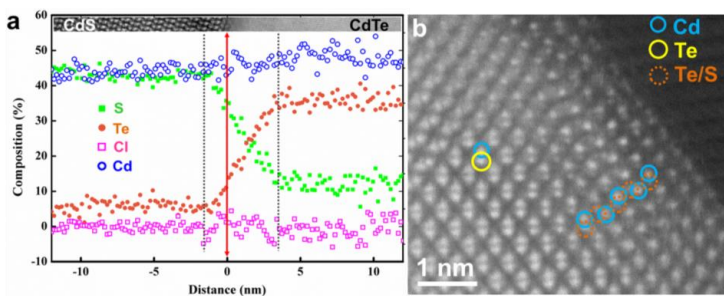 a
CdS
CdTe
60
50
40
30
20
10
0
-10
Composition (%)
S
Te
Cl
Cd
-10 -5 0 5 10
Distance (nm)
b
Cd
Te
Te/S
1 nm